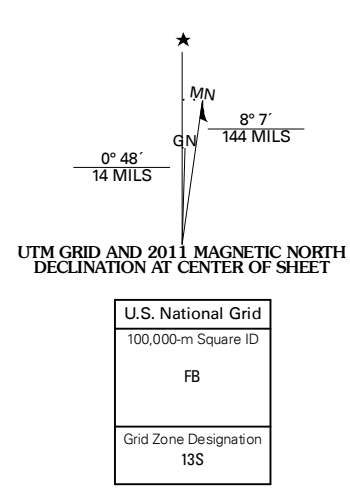 MN
8° 7´
144 MILS
GN
0° 48´
14 MILS
UTM GRID AND 2011 MAGNETIC NORTH
DECLINATION AT CENTER OF SHEET
U.S. National Grid
100,000-m Square ID
FB
Grid Zone Designation
13S